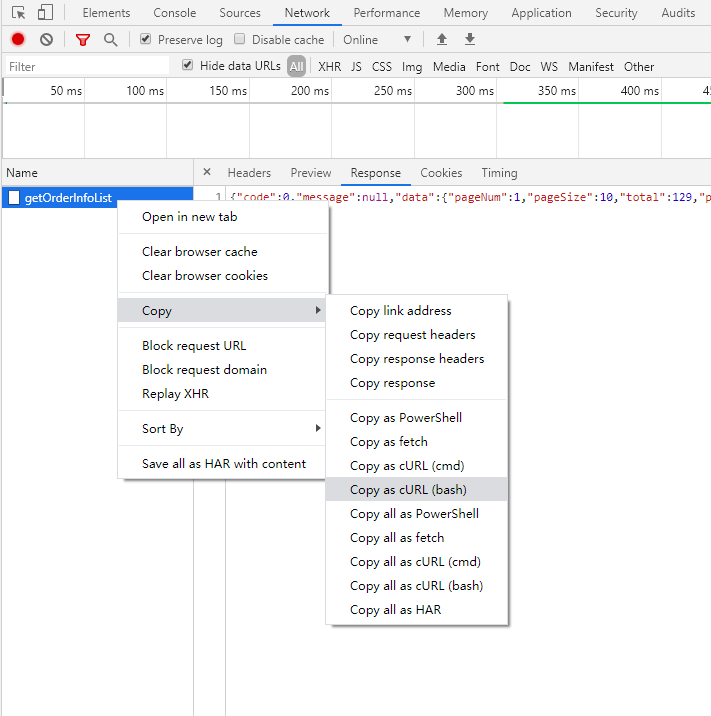 Elements Console Sources Network Performance Memory Application Security Audits
Preserve log Disable cache Online
Filter Hide data URLs All XHR JS CSS Img Media Font Doc WS Manifest Other
50 ms 100 ms 150 ms 200 ms 250 ms 300 ms 350 ms 400 ms 45
Name × Headers Preview Response Cookies Timing
getOrderInfoList 1 {"code":0,"message":null,"data":{"pageNum":1,"pageSize":10,"total":129,"p
Open in new tab
Clear browser cache
Clear browser cookies
Copy
Block request URL
Block request domain
Replay XHR
Sort By
Save all as HAR with content
Copy link address
Copy request headers
Copy response headers
Copy response
Copy as PowerShell
Copy as fetch
Copy as cURL (cmd)
Copy as cURL (bash)
Copy all as PowerShell
Copy all as fetch
Copy all as cURL (cmd)
Copy all as cURL (bash)
Copy all as HAR